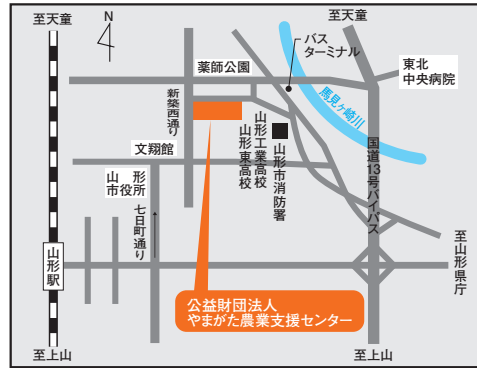 至天童
N
至天童
バス
ターミナル
薬師公園
東北
中央病院
馬見ヶ崎川
新築西通り
文翔館
山形東高校
山形工業高校
山形市消防署
国道13号バイパス
山形
市役所
七日町通り
山形駅
至山形県庁
公益財団法人
やまがた農業支援センター
至上山
至上山